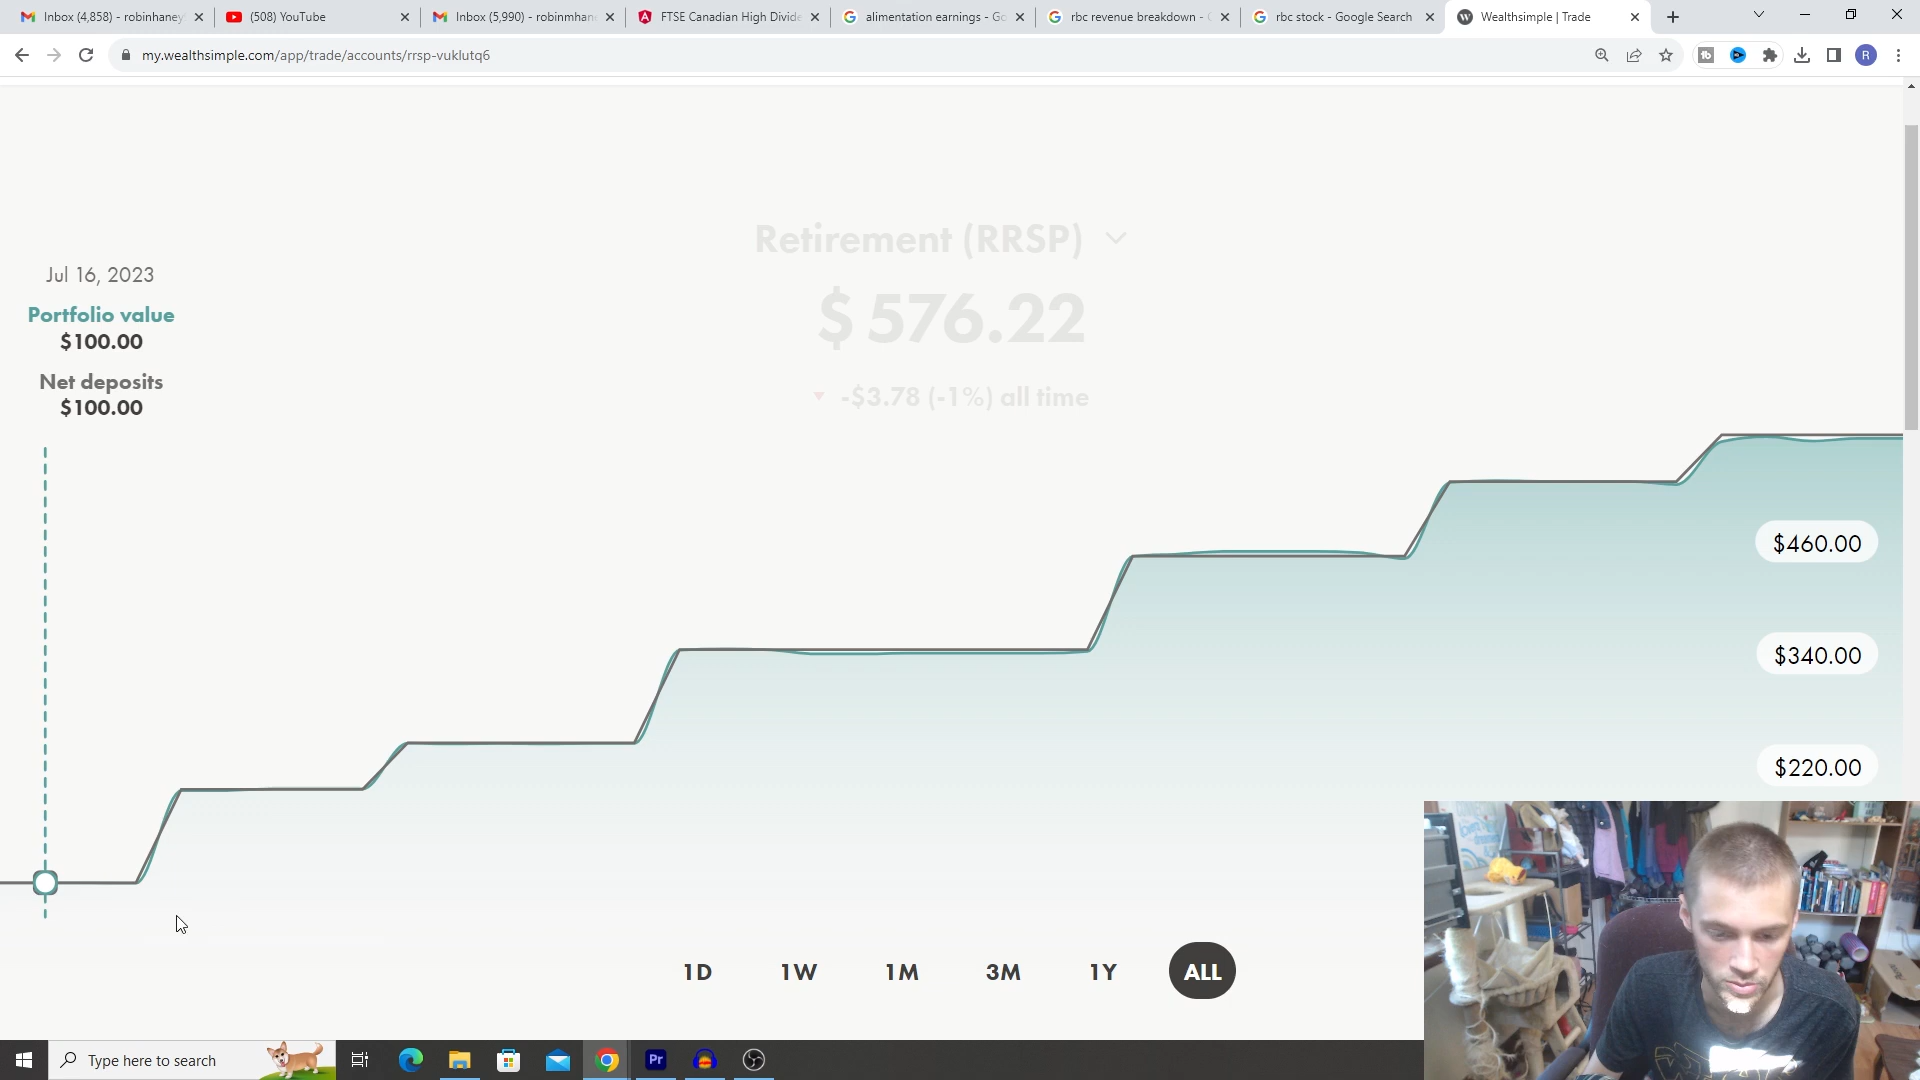 Inbox (4,858) - robinhaney
(508) YouTube
Inbox (5,990) - robinmhane
FTSE Canadian High Divide
alimentation earnings - Go
rbc revenue breakdown -
rbc stock - Google Search
Wealthsimple | Trade
my.wealthsimple.com/app/trade/accounts/rrsp-vuklutq6
R
Retirement (RRSP)
$576.22
-$3.78 (-1%) all time
Jul 16, 2023
Portfolio value
$100.00
Net deposits
$100.00
$460.00
$340.00
$220.00
1D 1W 1M 3M 1Y ALL
Type here to search
Pr